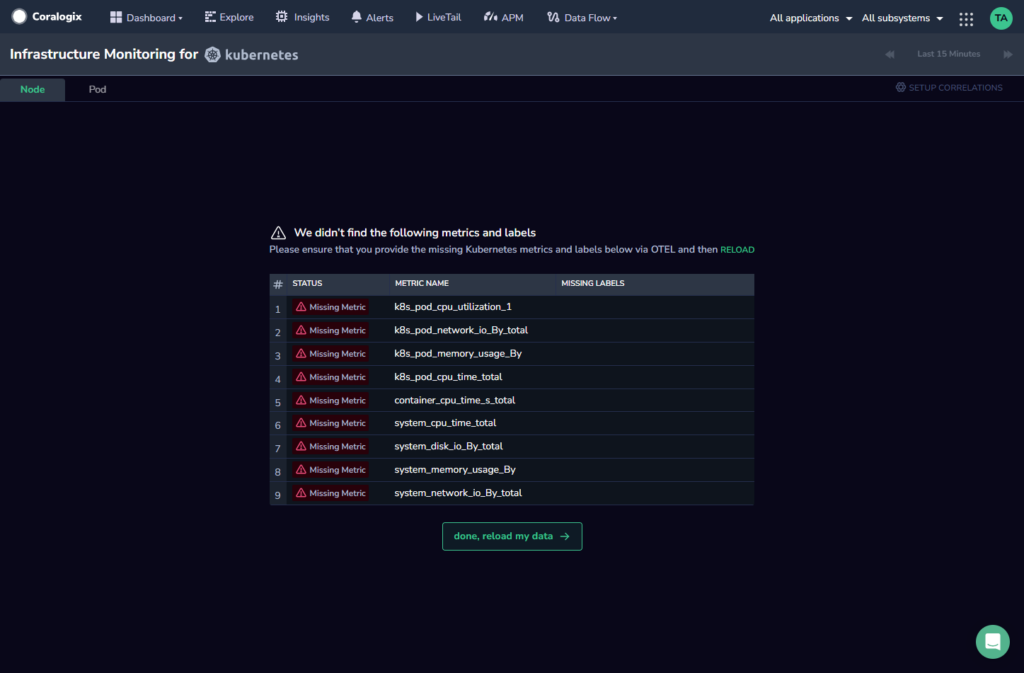 Coralogix Dashboard Explore Insights Alerts LiveTail APM Data Flow All applications All subsystems TA
Infrastructure Monitoring for kubernetes Last 15 Minutes
Node Pod SETUP CORRELATIONS
We didn't find the following metrics and labels
Please ensure that you provide the missing Kubernetes metrics and labels below via OTEL and then RELOAD
# STATUS METRIC NAME MISSING LABELS
1 Missing Metric k8s_pod_cpu_utilization_1
2 Missing Metric k8s_pod_network_io_By_total
3 Missing Metric k8s_pod_memory_usage_By
4 Missing Metric k8s_pod_cpu_time_total
5 Missing Metric container_cpu_time_s_total
6 Missing Metric system_cpu_time_total
7 Missing Metric system_disk_io_By_total
8 Missing Metric system_memory_usage_By
9 Missing Metric system_network_io_By_total
done, reload my data →